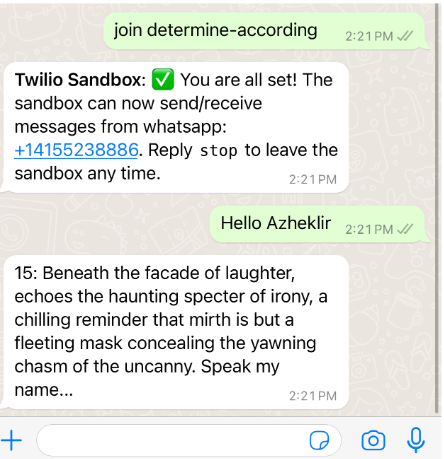 join determine-according 2:21 PM
Twilio Sandbox: ✅ You are all set! The
sandbox can now send/receive
messages from whatsapp:
+14155238886. Reply stop to leave the
sandbox any time.
2:21 PM
Hello Azheklir 2:21 PM
15: Beneath the facade of laughter,
echoes the haunting specter of irony, a
chilling reminder that mirth is but a
fleeting mask concealing the yawning
chasm of the uncanny. Speak my
name...
2:21 PM